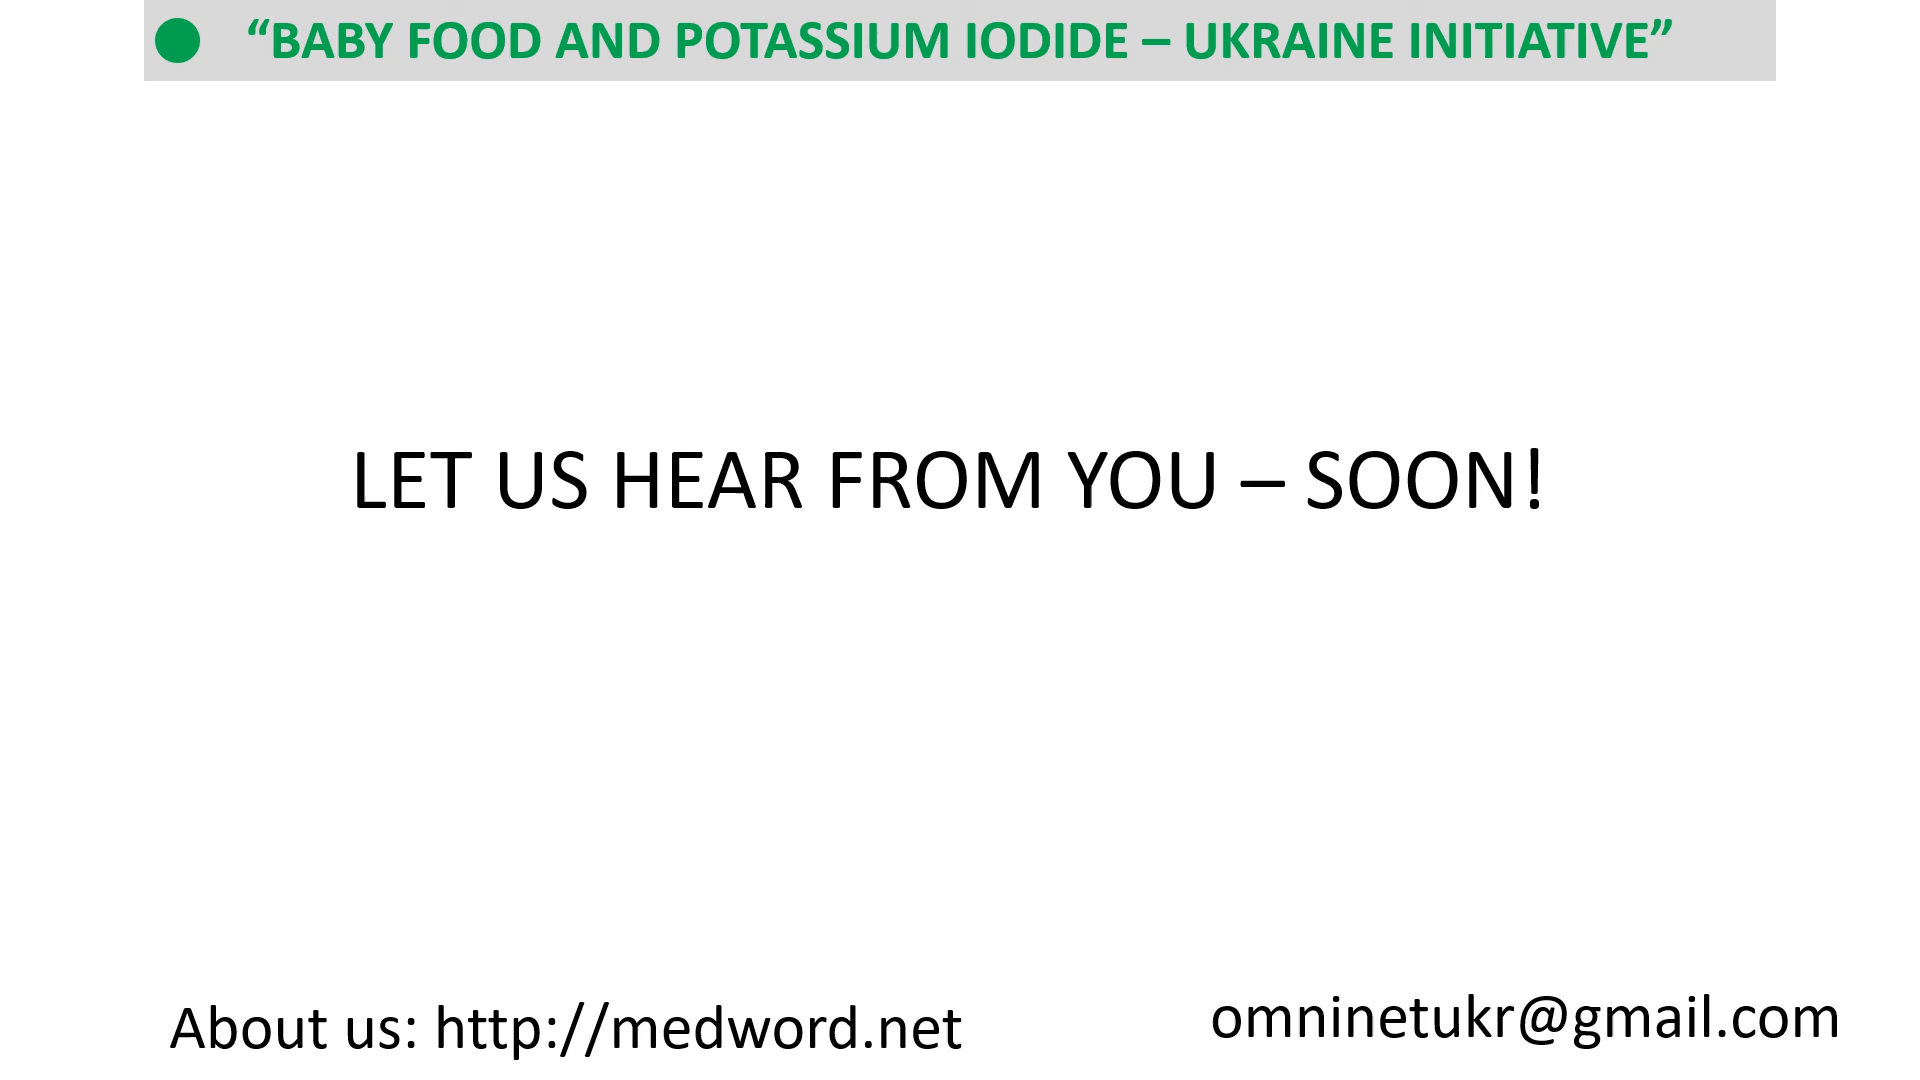 “BABY FOOD AND POTASSIUM IODIDE – UKRAINE INITIATIVE”
LET US HEAR FROM YOU – SOON!
About us: http://medword.net
omninetukr@gmail.com